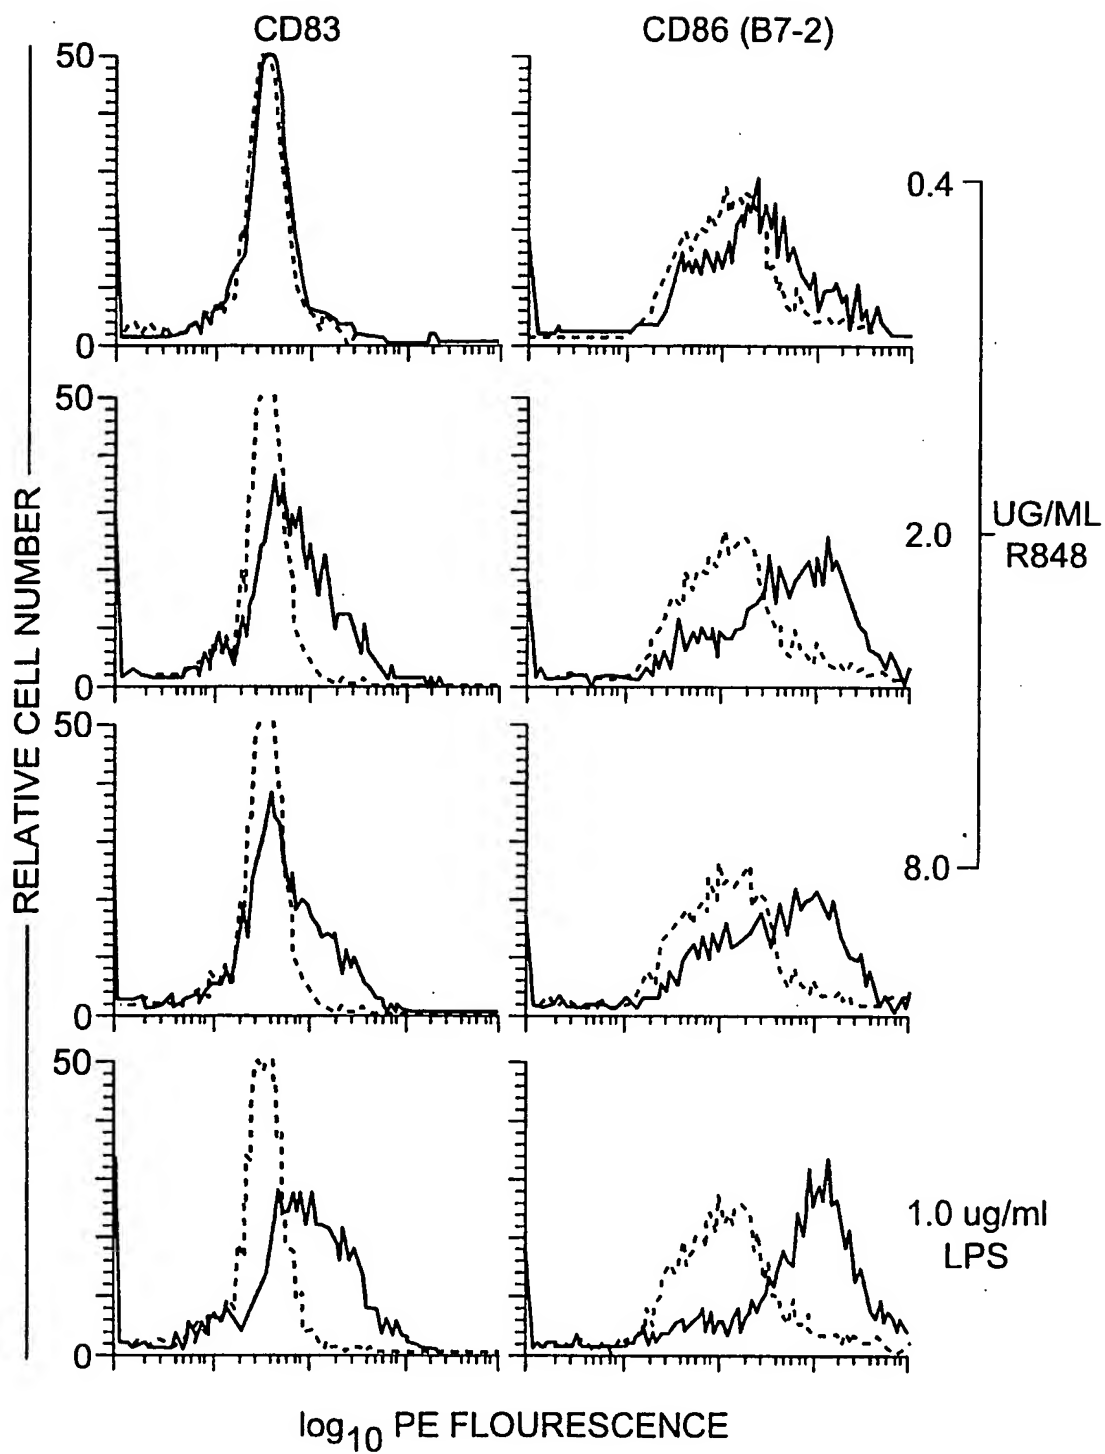 CD83
CD86 (B7-2)
RELATIVE CELL NUMBER
50
0
0.4
50
0
2.0
UG/ML
R848
50
0
8.0
50
0
1.0 ug/ml
LPS
log10 PE FLOURESCENCE